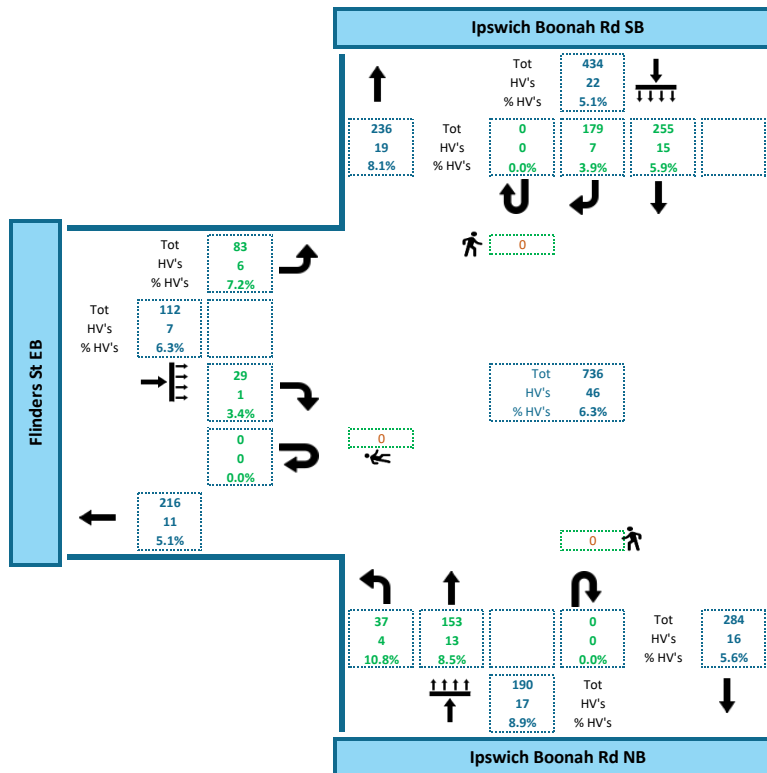 Ipswich Boonah Rd SB
Tot 434
HV's 22
% HV's 5.1%
236 Tot 0 179 255
19 HV's 0 7 15
8.1% % HV's 0.0% 3.9% 5.9%
0
Tot 83
HV's 6
% HV's 7.2%
Tot 112
HV's 7
% HV's 6.3%
Flinders St EB
29
1
3.4%
Tot 736
HV's 46
% HV's 6.3%
0
0
0
0.0%
216
11
5.1%
0
37 153 0 Tot 284
4 13 0 HV's 16
10.8% 8.5% 0.0% % HV's 5.6%
190 Tot
17 HV's
8.9% % HV's
Ipswich Boonah Rd NB